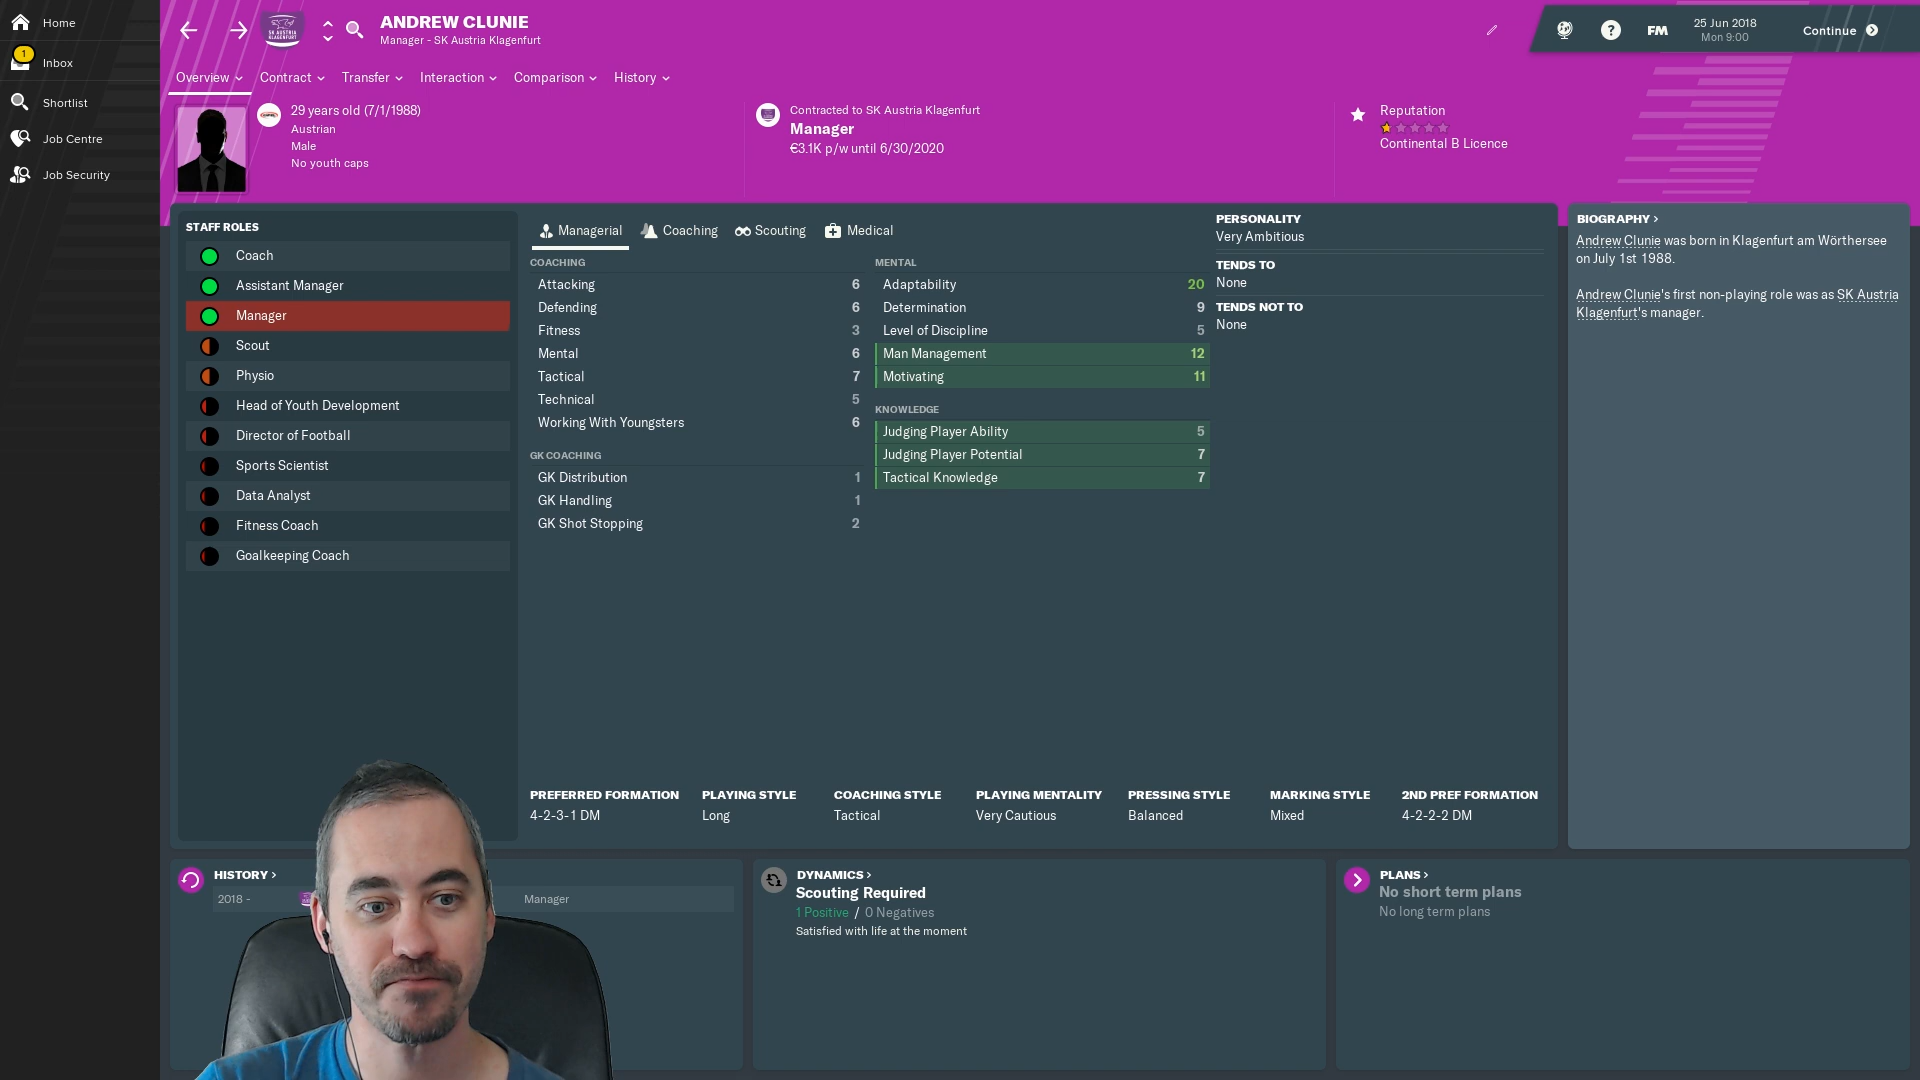 Home
1
Inbox
Shortlist
Job Centre
Job Security
SK AUSTRIA
KLAGENFURT
ANDREW CLUNIE
Manager - SK Austria Klagenfurt
?
FM
25 Jun 2018
Mon 9:00
Continue
Overview
Contract
Transfer
Interaction
Comparison
History
29 years old (7/1/1988)
Austrian
Male
No youth caps
Contracted to SK Austria Klagenfurt
Manager
€3.1K p/w until 6/30/2020
Reputation
Continental B Licence
STAFF ROLES
Coach
Assistant Manager
Manager
Scout
Physio
Head of Youth Development
Director of Football
Sports Scientist
Data Analyst
Fitness Coach
Goalkeeping Coach
Managerial
Coaching
Scouting
Medical
COACHING
Attacking 6
Defending 6
Fitness 3
Mental 6
Tactical 7
Technical 5
Working With Youngsters 6
GK COACHING
GK Distribution 1
GK Handling 1
GK Shot Stopping 2
MENTAL
Adaptability 20
Determination 9
Level of Discipline 5
Man Management 12
Motivating 11
KNOWLEDGE
Judging Player Ability 5
Judging Player Potential 7
Tactical Knowledge 7
PERSONALITY
Very Ambitious
TENDS TO
None
TENDS NOT TO
None
BIOGRAPHY >
Andrew Clunie was born in Klagenfurt am Wörthersee
on July 1st 1988.
Andrew Clunie's first non-playing role was as SK Austria
Klagenfurt's manager.
PREFERRED FORMATION
4-2-3-1 DM
PLAYING STYLE
Long
COACHING STYLE
Tactical
PLAYING MENTALITY
Very Cautious
PRESSING STYLE
Balanced
MARKING STYLE
Mixed
2ND PREF FORMATION
4-2-2-2 DM
HISTORY >
2018 -
Manager
DYNAMICS >
Scouting Required
1 Positive / 0 Negatives
Satisfied with life at the moment
PLANS >
No short term plans
No long term plans